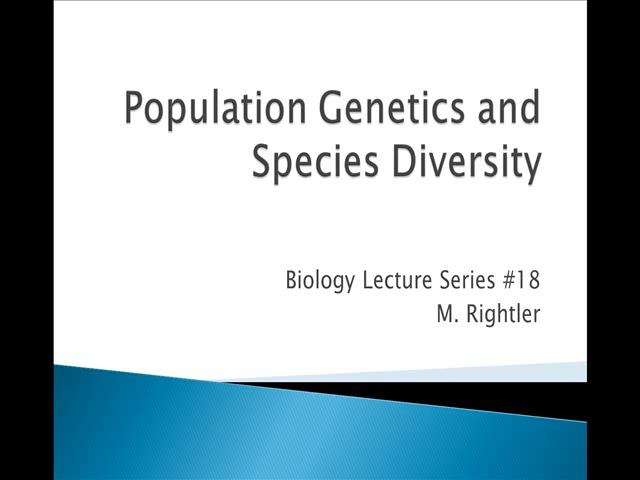 Population Genetics and
Species Diversity
Biology Lecture Series #18
M. Rightler